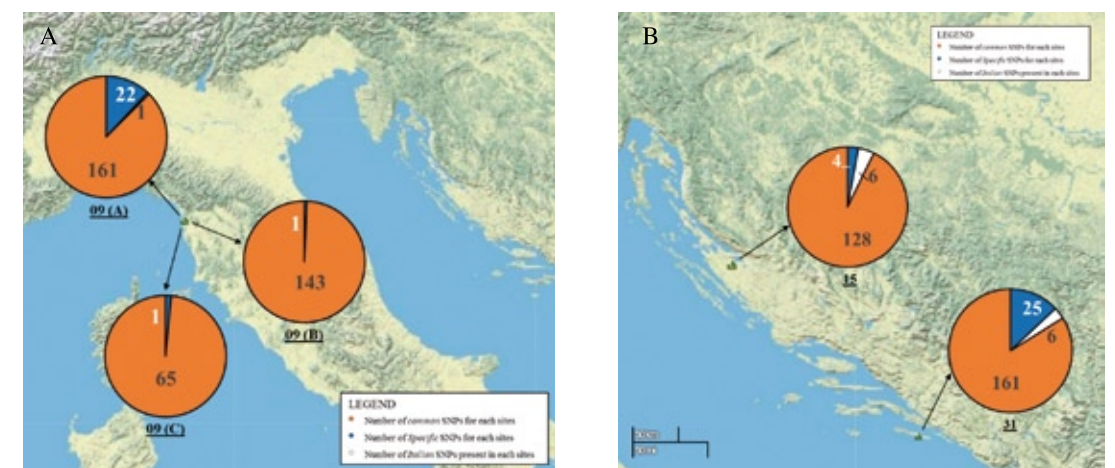 A
22
1
161
09 (A)
1
143
09 (B)
1
65
09 (C)
LEGEND
Number of common SNPs for each sites
Number of Specific SNPs for each sites
Number of Italian SNPs present in each sites
B
LEGEND
Number of common SNPs for each sites
Number of Specific SNPs for each sites
Number of Italian SNPs present in each sites
4
6
128
15
25
6
161
31